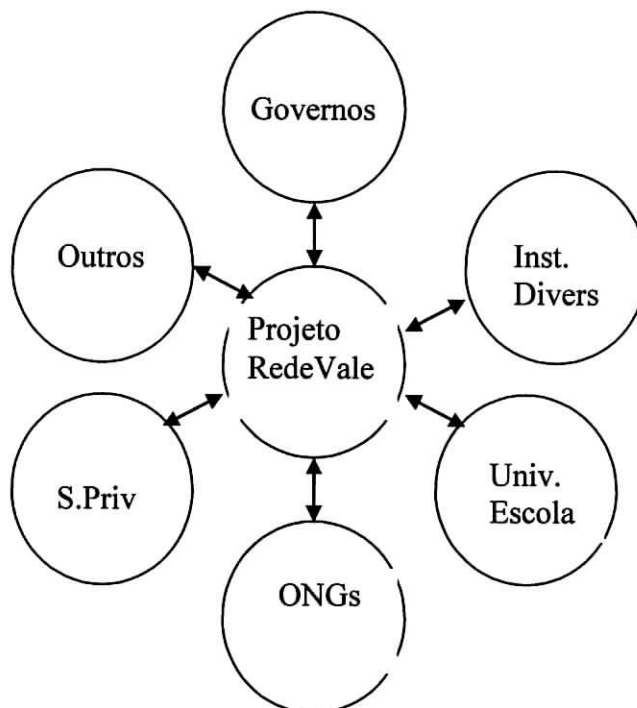 Governos
Outros
Inst.
Divers
Projeto
RedeVale
S.Priv
Univ.
Escola
ONGs